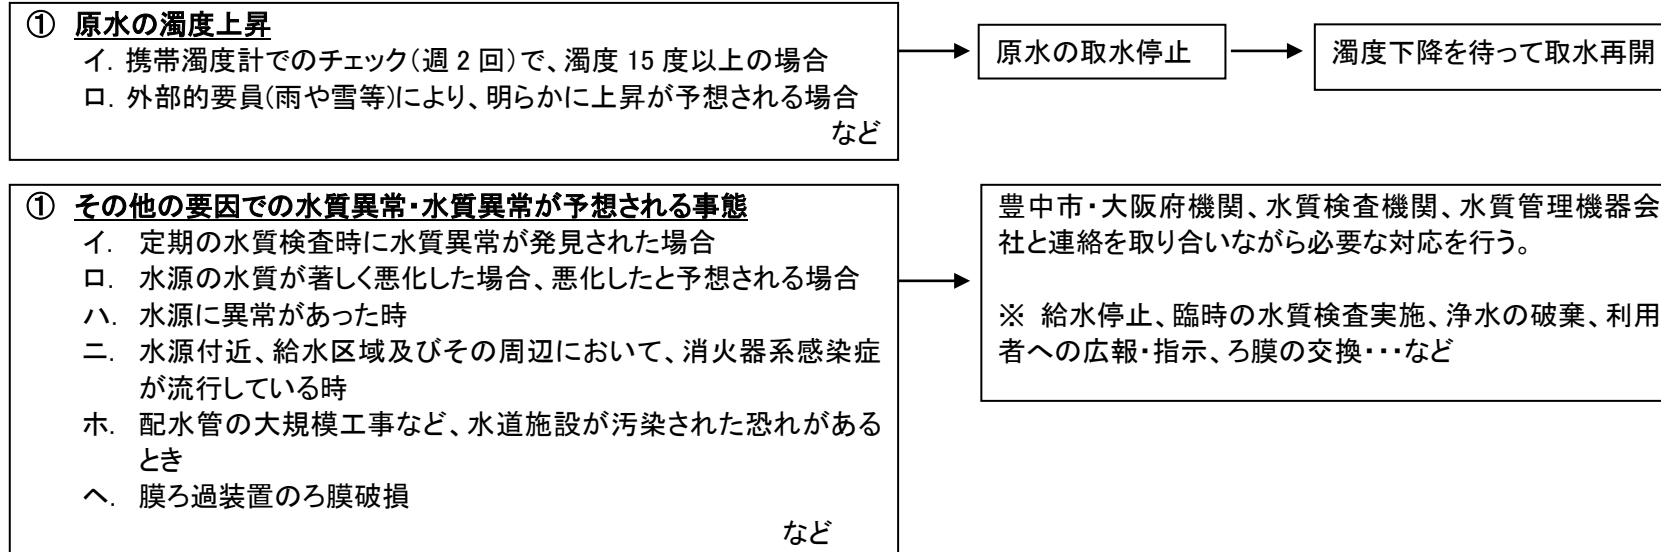 ① 原水の濁度上昇
イ. 携帯濁度計でのチェック(週 2 回)で、濁度 15 度以上の場合
ロ. 外部的要員(雨や雪等)により、明らかに上昇が予想される場合
など
原水の取水停止
濁度下降を待って取水再開
① その他の要因での水質異常・水質異常が予想される事態
イ. 定期の水質検査時に水質異常が発見された場合
ロ. 水源の水質が著しく悪化した場合、悪化したと予想される場合
ハ. 水源に異常があった時
ニ. 水源付近、給水区域及びその周辺において、消火器系感染症
が流行している時
ホ. 配水管の大規模工事など、水道施設が汚染された恐れがある
とき
ヘ. 膜ろ過装置のろ膜破損
など
豊中市・大阪府機関、水質検査機関、水質管理機器会
社と連絡を取り合いながら必要な対応を行う。
※ 給水停止、臨時の水質検査実施、浄水の破棄、利用
者への広報・指示、ろ膜の交換・・・など